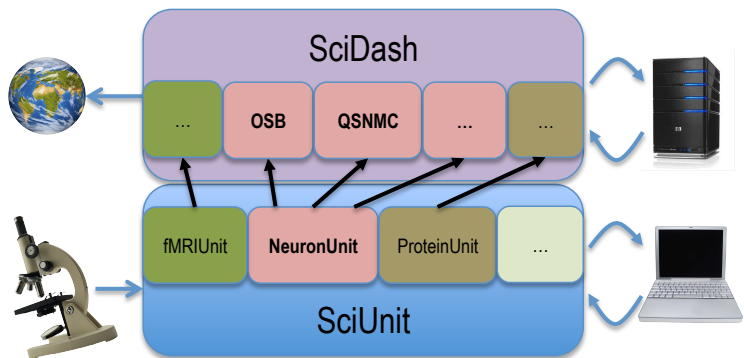 SciDash
...
OSB
QSNMC
...
...
fMRIUnit
NeuronUnit
ProteinUnit
...
SciUnit